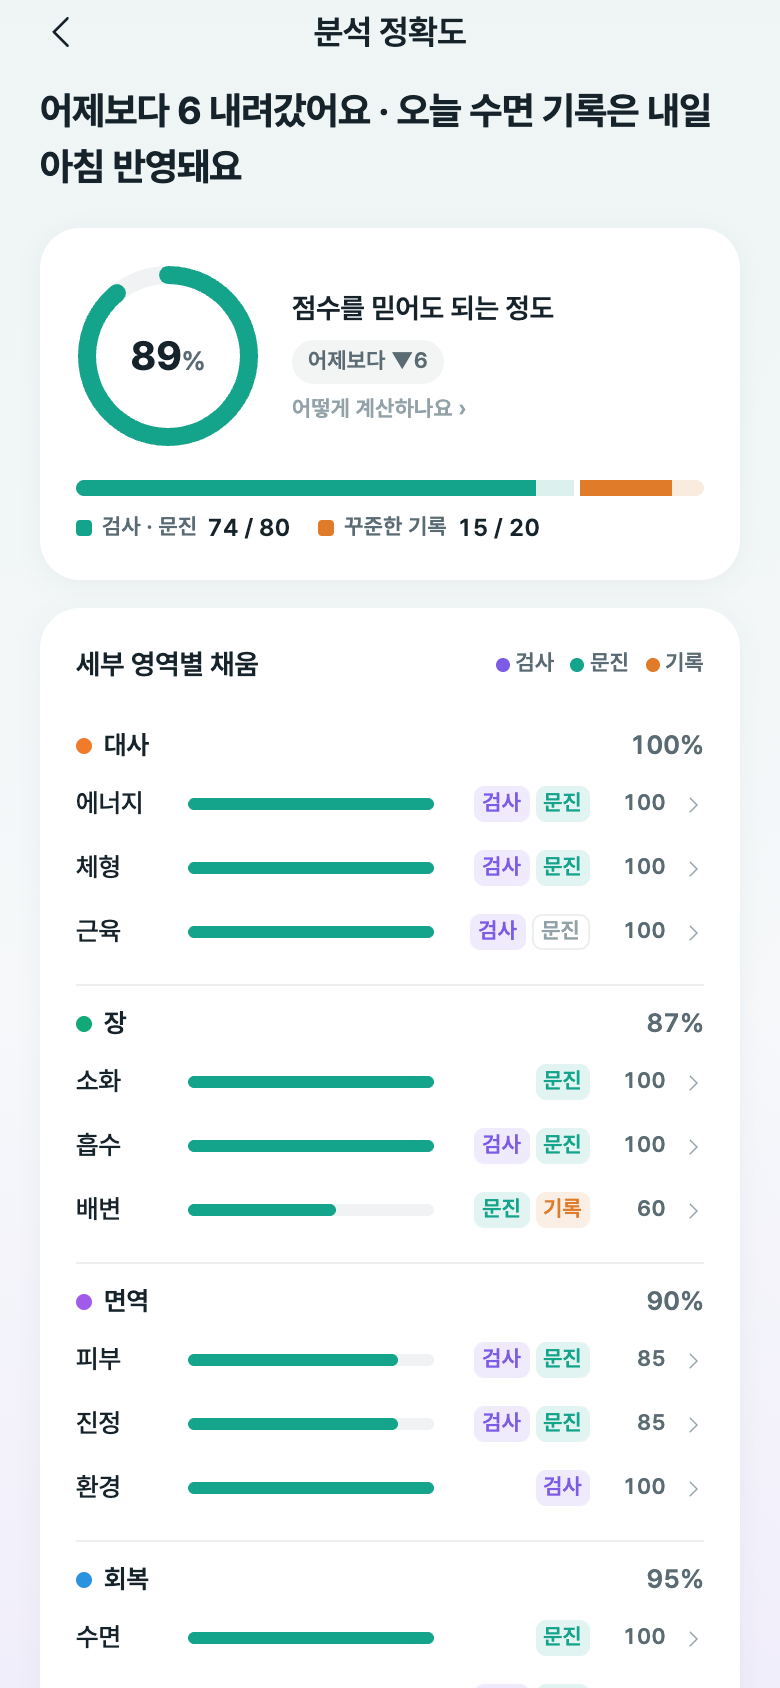 분석 정확도
어제보다 6 내려갔어요 · 오늘 수면 기록은 내일
아침 반영돼요
89%
점수를 믿어도 되는 정도
어제보다 ▼6
어떻게 계산하나요 ›
검사 · 문진 74 / 80 꾸준한 기록 15 / 20
세부 영역별 채움 검사 문진 기록
대사 100%
에너지 검사 문진 100
체형 검사 문진 100
근육 검사 문진 100
장 87%
소화 문진 100
흡수 검사 문진 100
배변 문진 기록 60
면역 90%
피부 검사 문진 85
진정 검사 문진 85
환경 검사 100
회복 95%
수면 문진 100